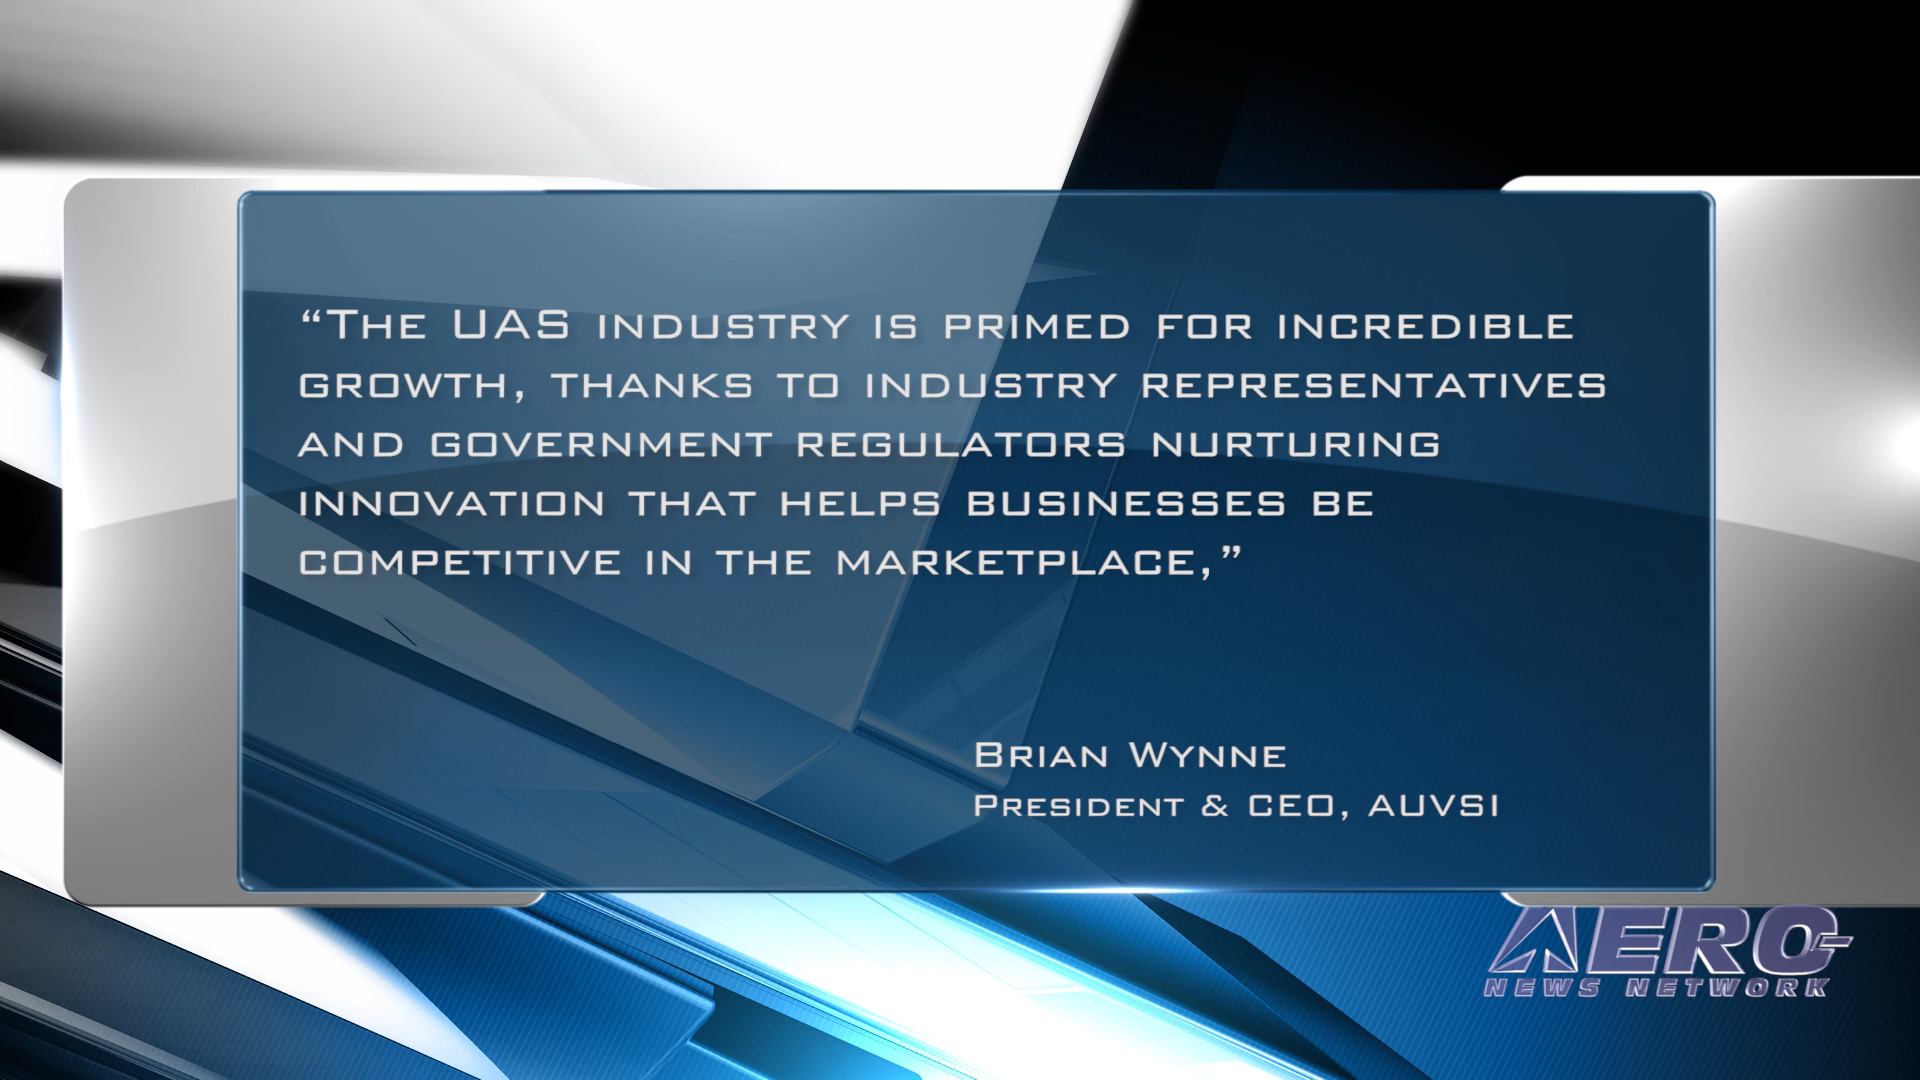 “The UAS industry is primed for incredible
growth, thanks to industry representatives
and government regulators nurturing
innovation that helps businesses be
competitive in the marketplace,”
Brian Wynne
President & CEO, AUVSI
AERO-
NEWS NETWORK